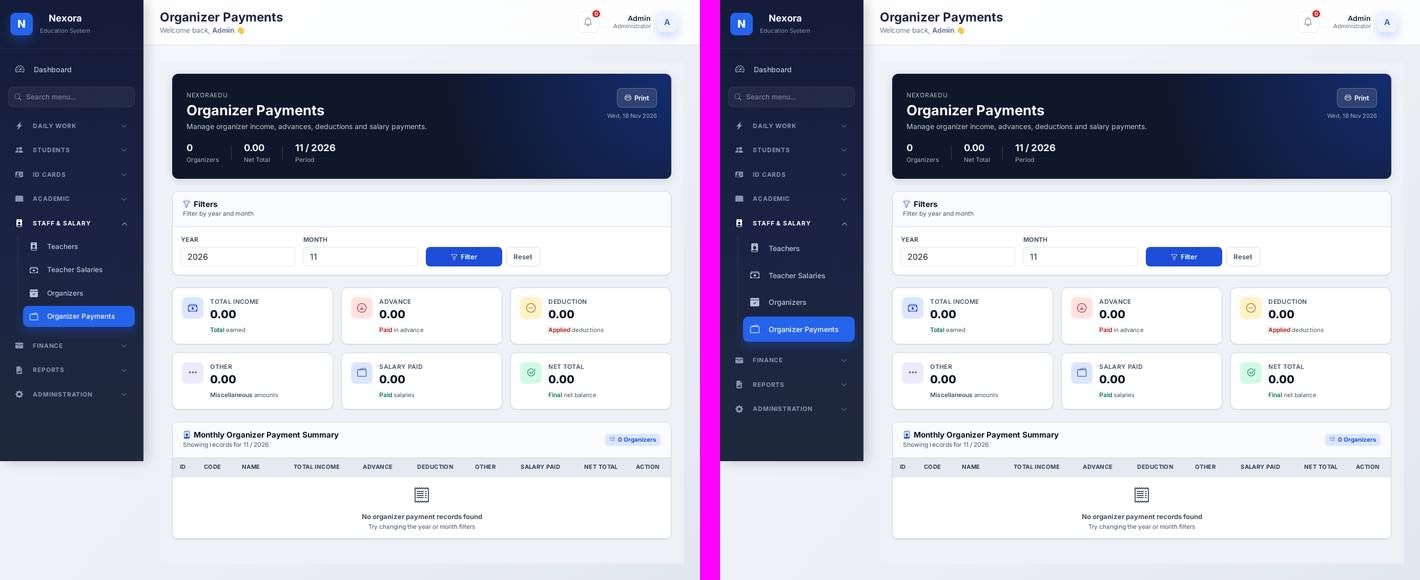 N
Nexora
Education System
Dashboard
Search menu...
DAILY WORK
STUDENTS
ID CARDS
ACADEMIC
STAFF & SALARY
Teachers
Teacher Salaries
Organizers
Organizer Payments
FINANCE
REPORTS
ADMINISTRATION
Organizer Payments
Welcome back, Admin 👋
0
Admin
Administrator
A
NEXORAEDU
Organizer Payments
Manage organizer income, advances, deductions and salary payments.
Print
Wed, 18 Nov 2026
0 0.00 11 / 2026
Organizers Net Total Period
Filters
Filter by year and month
YEAR MONTH
2026 11 Filter Reset
TOTAL INCOME
0.00
Total earned
ADVANCE
0.00
Paid in advance
DEDUCTION
0.00
Applied deductions
OTHER
0.00
Miscellaneous amounts
SALARY PAID
0.00
Paid salaries
NET TOTAL
0.00
Final net balance
Monthly Organizer Payment Summary
Showing records for 11 / 2026
0 Organizers
ID CODE NAME TOTAL INCOME ADVANCE DEDUCTION OTHER SALARY PAID NET TOTAL ACTION
No organizer payment records found
Try changing the year or month filters
N
Nexora
Education System
Dashboard
Search menu...
DAILY WORK
STUDENTS
ID CARDS
ACADEMIC
STAFF & SALARY
Teachers
Teacher Salaries
Organizers
Organizer Payments
FINANCE
REPORTS
ADMINISTRATION
Organizer Payments
Welcome back, Admin 👋
0
Admin
Administrator
A
NEXORAEDU
Organizer Payments
Manage organizer income, advances, deductions and salary payments.
Print
Wed, 18 Nov 2026
0 0.00 11 / 2026
Organizers Net Total Period
Filters
Filter by year and month
YEAR MONTH
2026 11 Filter Reset
TOTAL INCOME
0.00
Total earned
ADVANCE
0.00
Paid in advance
DEDUCTION
0.00
Applied deductions
OTHER
0.00
Miscellaneous amounts
SALARY PAID
0.00
Paid salaries
NET TOTAL
0.00
Final net balance
Monthly Organizer Payment Summary
Showing records for 11 / 2026
0 Organizers
ID CODE NAME TOTAL INCOME ADVANCE DEDUCTION OTHER SALARY PAID NET TOTAL ACTION
No organizer payment records found
Try changing the year or month filters